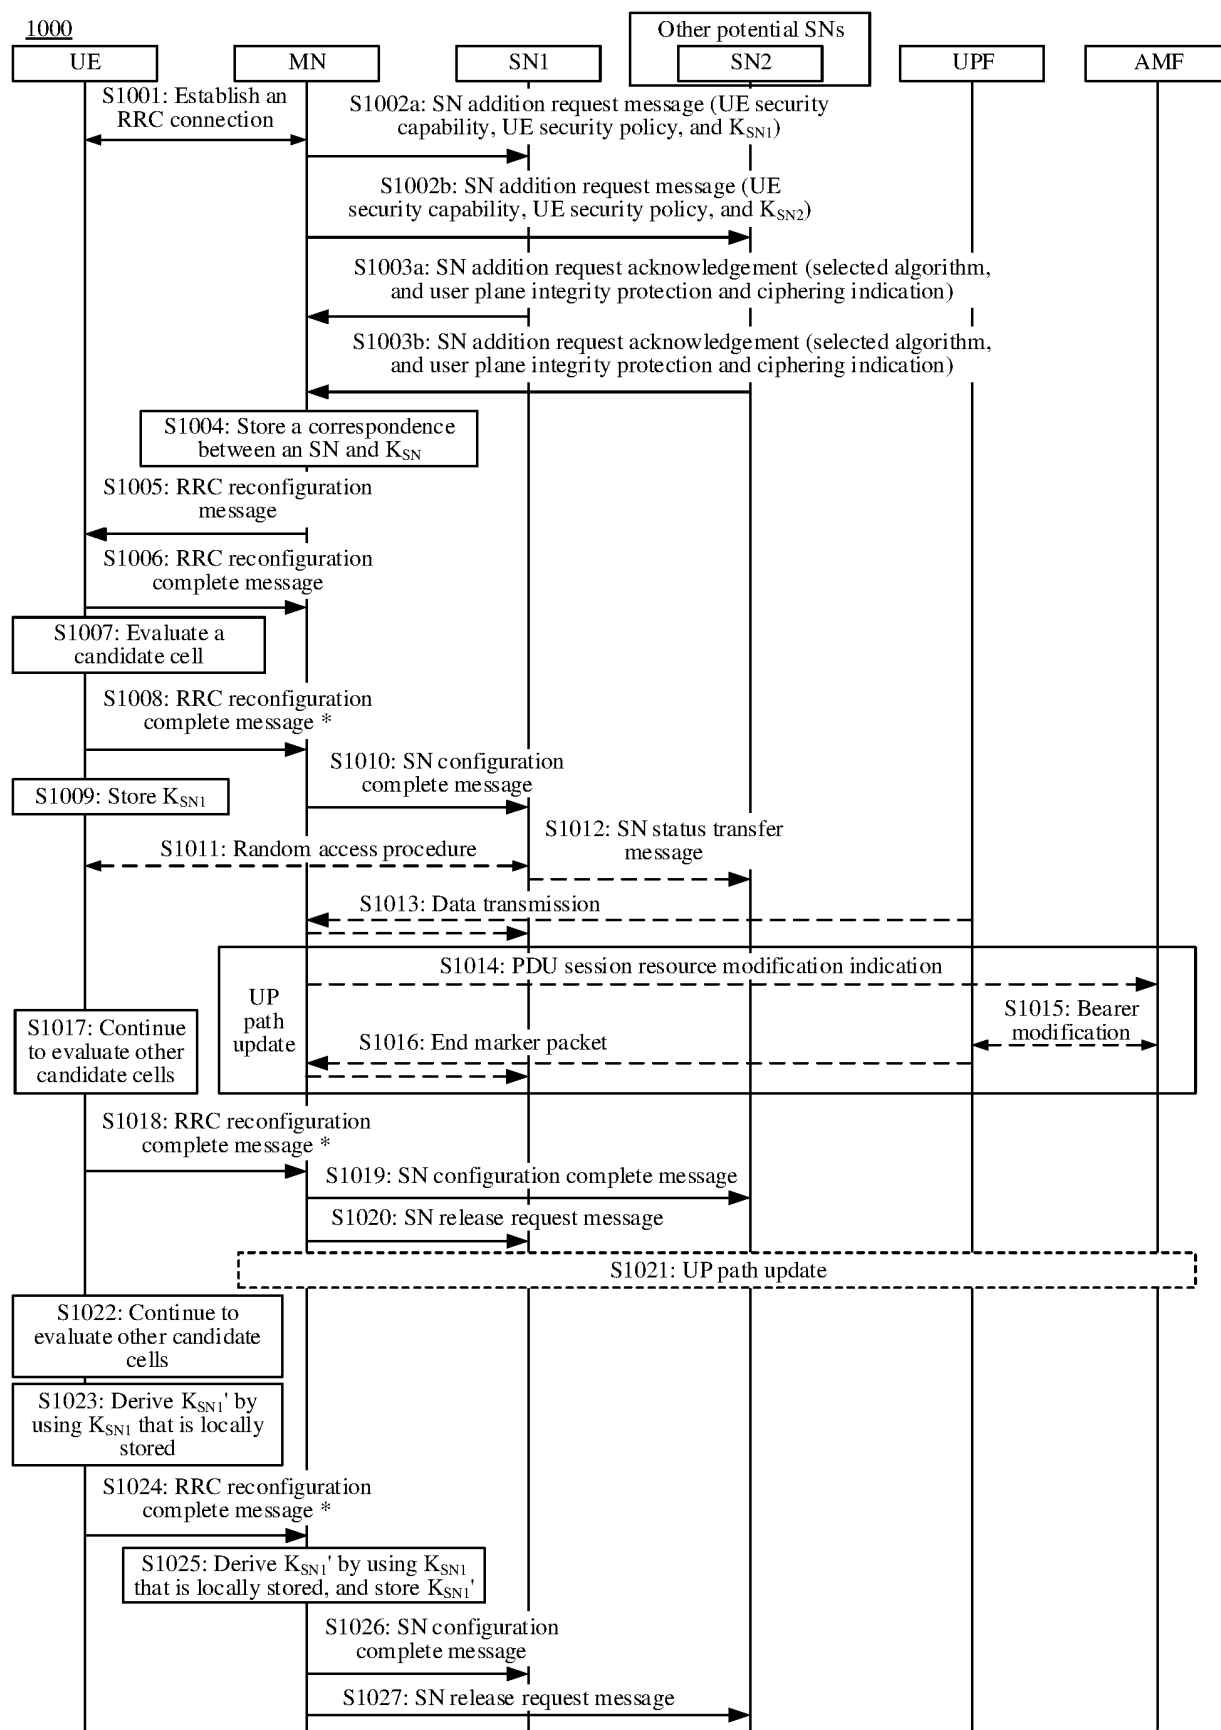 1000
Other potential SNs
UE
MN
SN1
SN2
UPF
AMF
S1001: Establish an
RRC connection
S1002a: SN addition request message (UE security
capability, UE security policy, and KSN1)
S1002b: SN addition request message (UE
security capability, UE security policy, and KSN2)
S1003a: SN addition request acknowledgement (selected algorithm,
and user plane integrity protection and ciphering indication)
S1003b: SN addition request acknowledgement (selected algorithm,
and user plane integrity protection and ciphering indication)
S1004: Store a correspondence
between an SN and KSN
S1005: RRC reconfiguration
message
S1006: RRC reconfiguration
complete message
S1007: Evaluate a
candidate cell
S1008: RRC reconfiguration
complete message *
S1009: Store KSN1
S1010: SN configuration
complete message
S1011: Random access procedure
S1012: SN status transfer
message
S1013: Data transmission
S1014: PDU session resource modification indication
UP
path
update
S1015: Bearer
modification
S1016: End marker packet
S1017: Continue
to evaluate other
candidate cells
S1018: RRC reconfiguration
complete message *
S1019: SN configuration complete message
S1020: SN release request message
S1021: UP path update
S1022: Continue to
evaluate other candidate
cells
S1023: Derive KSN1' by
using KSN1 that is locally
stored
S1024: RRC reconfiguration
complete message *
S1025: Derive KSN1' by using KSN1
that is locally stored, and store KSN1'
S1026: SN configuration
complete message
S1027: SN release request message